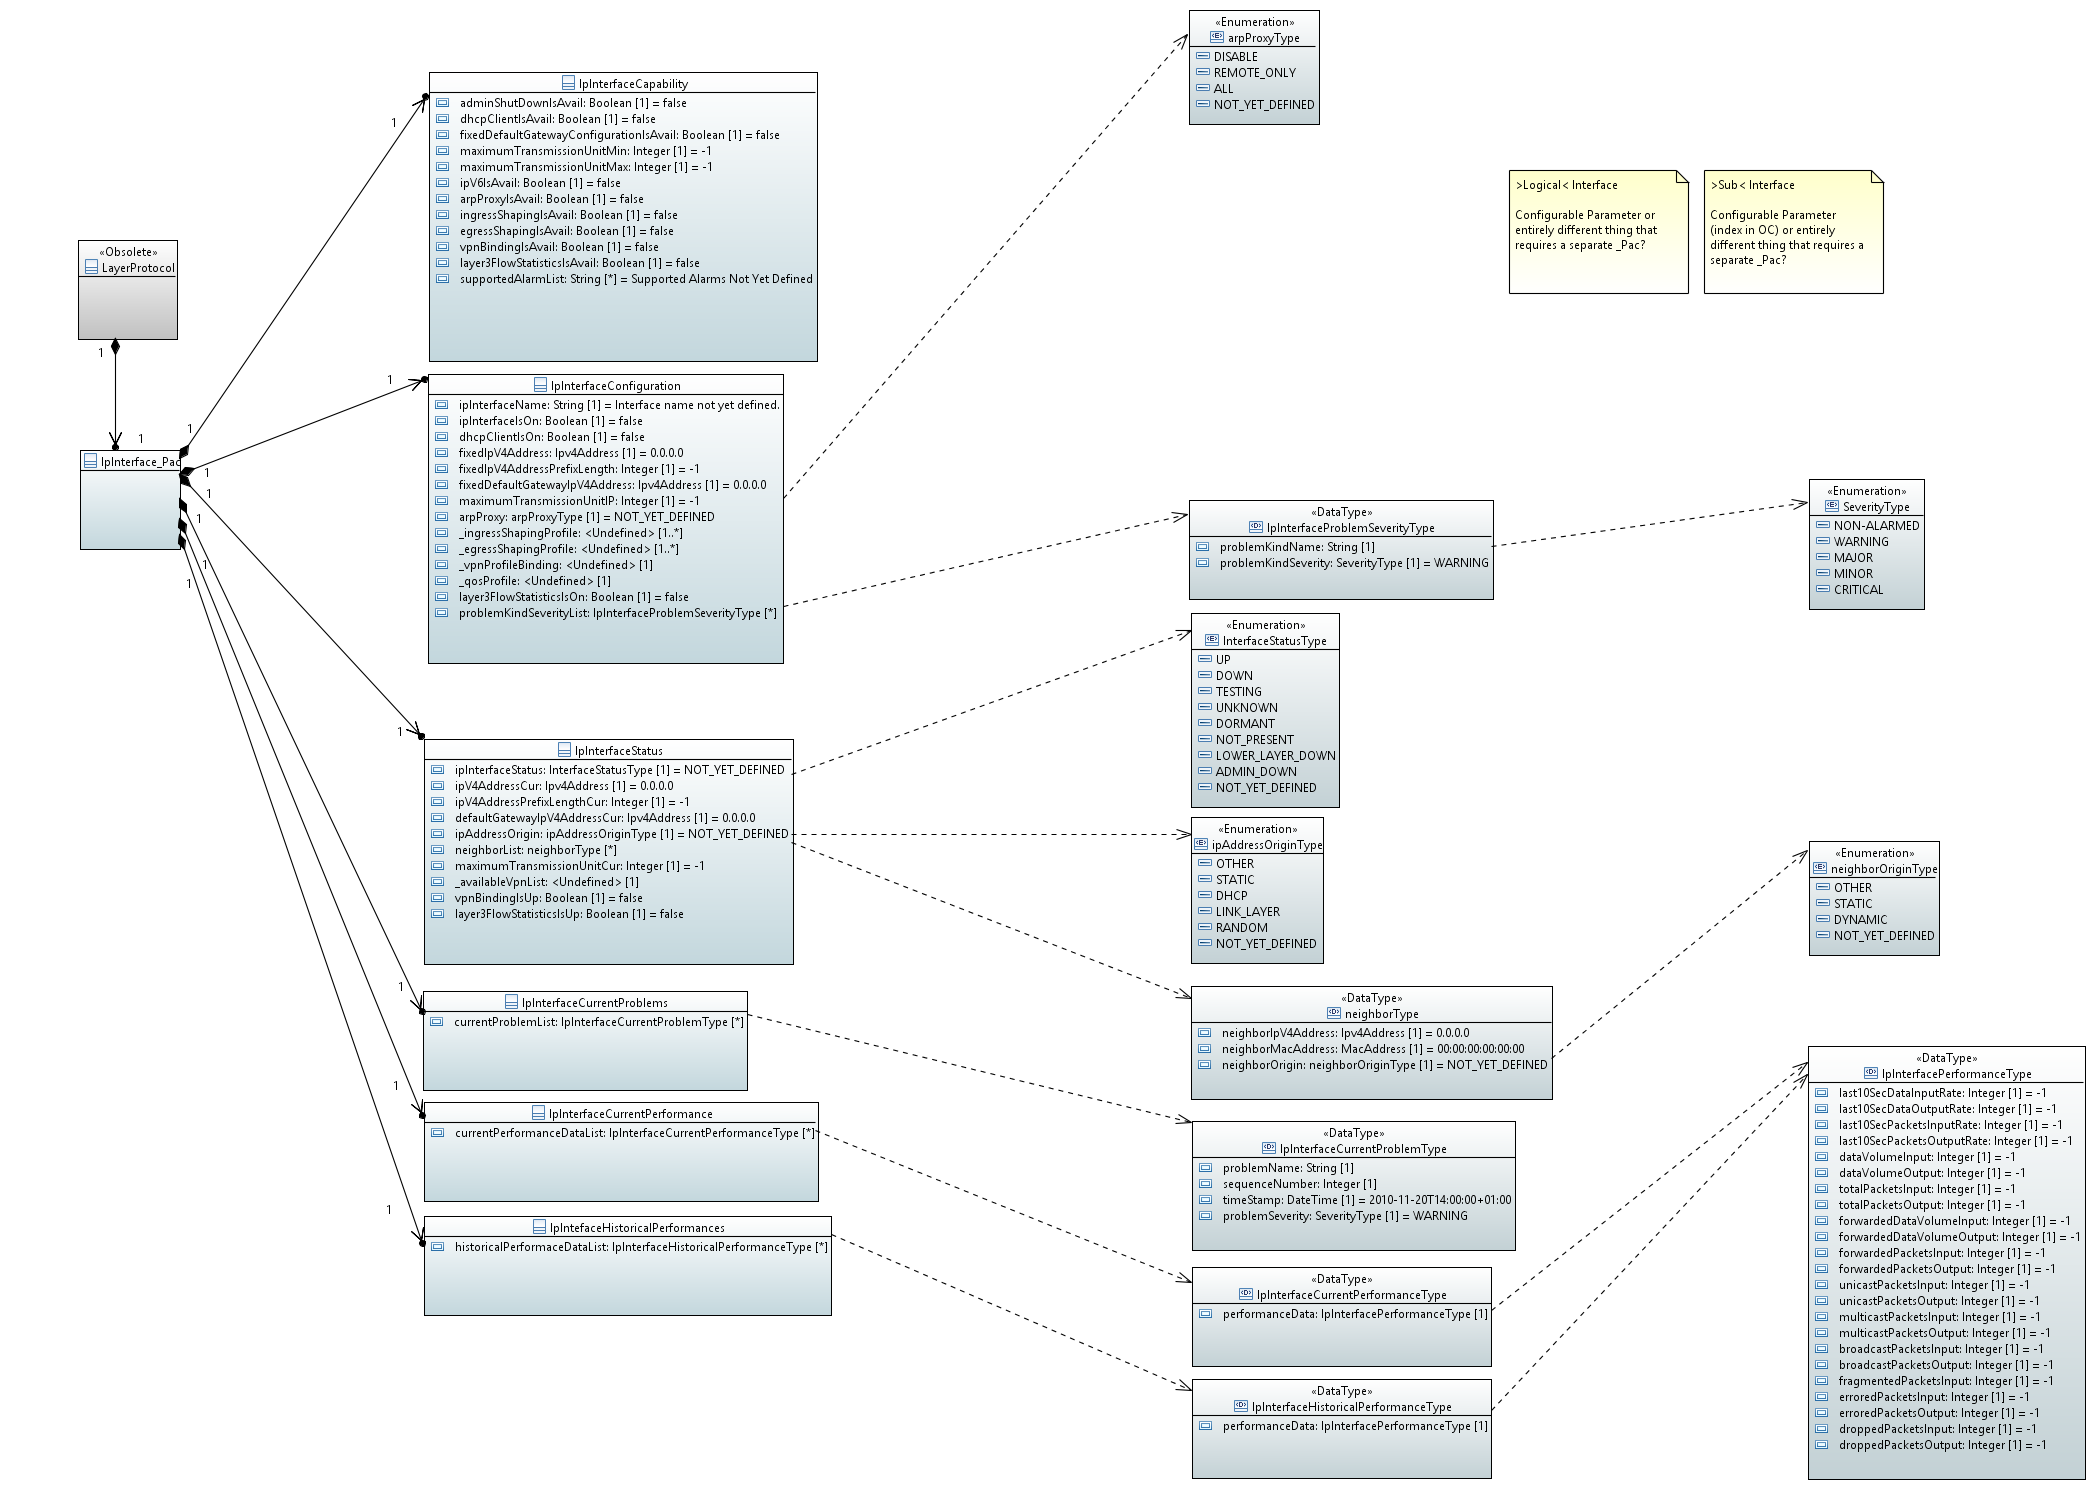 «Obsolete»
LayerProtocol
1
1
IpInterface_Pac
1
1
1
1
1
1
1
1
1
1
1
1
IpInterfaceCapability
adminShutDownIsAvail: Boolean [1] = false
dhcpClientIsAvail: Boolean [1] = false
fixedDefaultGatewayConfigurationIsAvail: Boolean [1] = false
maximumTransmissionUnitMin: Integer [1] = -1
maximumTransmissionUnitMax: Integer [1] = -1
ipV6IsAvail: Boolean [1] = false
arpProxyIsAvail: Boolean [1] = false
ingressShapingIsAvail: Boolean [1] = false
egressShapingIsAvail: Boolean [1] = false
vpnBindingIsAvail: Boolean [1] = false
layer3FlowStatisticsIsAvail: Boolean [1] = false
supportedAlarmList: String [*] = Supported Alarms Not Yet Defined
IpInterfaceConfiguration
ipInterfaceName: String [1] = Interface name not yet defined.
ipInterfaceIsOn: Boolean [1] = false
dhcpClientIsOn: Boolean [1] = false
fixedIpV4Address: Ipv4Address [1] = 0.0.0.0
fixedIpV4AddressPrefixLength: Integer [1] = -1
fixedDefaultGatewayIpV4Address: Ipv4Address [1] = 0.0.0.0
maximumTransmissionUnitIP: Integer [1] = -1
arpProxy: arpProxyType [1] = NOT_YET_DEFINED
_ingressShapingProfile: <Undefined> [1..*]
_egressShapingProfile: <Undefined> [1..*]
_vpnProfileBinding: <Undefined> [1]
_qosProfile: <Undefined> [1]
layer3FlowStatisticsIsOn: Boolean [1] = false
problemKindSeverityList: IpInterfaceProblemSeverityType [*]
IpInterfaceStatus
ipInterfaceStatus: InterfaceStatusType [1] = NOT_YET_DEFINED
ipV4AddressCur: Ipv4Address [1] = 0.0.0.0
ipV4AddressPrefixLengthCur: Integer [1] = -1
defaultGatewayIpV4AddressCur: Ipv4Address [1] = 0.0.0.0
ipAddressOrigin: ipAddressOriginType [1] = NOT_YET_DEFINED
neighborList: neighborType [*]
maximumTransmissionUnitCur: Integer [1] = -1
_availableVpnList: <Undefined> [1]
vpnBindingIsUp: Boolean [1] = false
layer3FlowStatisticsIsUp: Boolean [1] = false
IpInterfaceCurrentProblems
currentProblemList: IpInterfaceCurrentProblemType [*]
IpInterfaceCurrentPerformance
currentPerformanceDataList: IpInterfaceCurrentPerformanceType [*]
IpIntefaceHistoricalPerformances
historicalPerformaceDataList: IpInterfaceHistoricalPerformanceType [*]
«Enumeration»
arpProxyType
DISABLE
REMOTE_ONLY
ALL
NOT_YET_DEFINED
>Logical< Interface
Configurable Parameter or
entirely different thing that
requires a separate _Pac?
>Sub< Interface
Configurable Parameter
(index in OC) or entirely
different thing that requires a
separate _Pac?
«DataType»
IpInterfaceProblemSeverityType
problemKindName: String [1]
problemKindSeverity: SeverityType [1] = WARNING
«Enumeration»
SeverityType
NON-ALARMED
WARNING
MAJOR
MINOR
CRITICAL
«Enumeration»
InterfaceStatusType
UP
DOWN
TESTING
UNKNOWN
DORMANT
NOT_PRESENT
LOWER_LAYER_DOWN
ADMIN_DOWN
NOT_YET_DEFINED
«Enumeration»
ipAddressOriginType
OTHER
STATIC
DHCP
LINK_LAYER
RANDOM
NOT_YET_DEFINED
«Enumeration»
neighborOriginType
OTHER
STATIC
DYNAMIC
NOT_YET_DEFINED
«DataType»
neighborType
neighborIpV4Address: Ipv4Address [1] = 0.0.0.0
neighborMacAddress: MacAddress [1] = 00:00:00:00:00:00
neighborOrigin: neighborOriginType [1] = NOT_YET_DEFINED
«DataType»
IpInterfaceCurrentProblemType
problemName: String [1]
sequenceNumber: Integer [1]
timeStamp: DateTime [1] = 2010-11-20T14:00:00+01:00
problemSeverity: SeverityType [1] = WARNING
«DataType»
IpInterfaceCurrentPerformanceType
performanceData: IpInterfacePerformanceType [1]
«DataType»
IpInterfaceHistoricalPerformanceType
performanceData: IpInterfacePerformanceType [1]
«DataType»
IpInterfacePerformanceType
last10SecDataInputRate: Integer [1] = -1
last10SecDataOutputRate: Integer [1] = -1
last10SecPacketsInputRate: Integer [1] = -1
last10SecPacketsOutputRate: Integer [1] = -1
dataVolumeInput: Integer [1] = -1
dataVolumeOutput: Integer [1] = -1
totalPacketsInput: Integer [1] = -1
totalPacketsOutput: Integer [1] = -1
forwardedDataVolumeInput: Integer [1] = -1
forwardedDataVolumeOutput: Integer [1] = -1
forwardedPacketsInput: Integer [1] = -1
forwardedPacketsOutput: Integer [1] = -1
unicastPacketsInput: Integer [1] = -1
unicastPacketsOutput: Integer [1] = -1
multicastPacketsInput: Integer [1] = -1
multicastPacketsOutput: Integer [1] = -1
broadcastPacketsInput: Integer [1] = -1
broadcastPacketsOutput: Integer [1] = -1
fragmentedPacketsInput: Integer [1] = -1
erroredPacketsInput: Integer [1] = -1
erroredPacketsOutput: Integer [1] = -1
droppedPacketsInput: Integer [1] = -1
droppedPacketsOutput: Integer [1] = -1